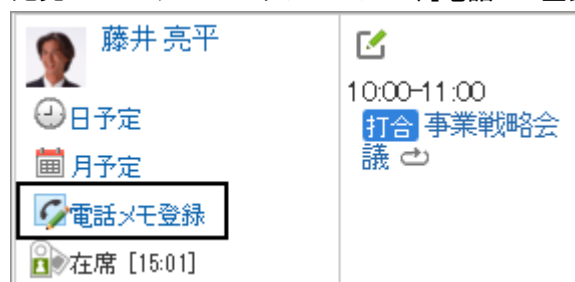 藤井 亮平
日予定
月予定
電話メモ登録
在席 [15:01]
10:00-11:00
打合 事業戦略会
議